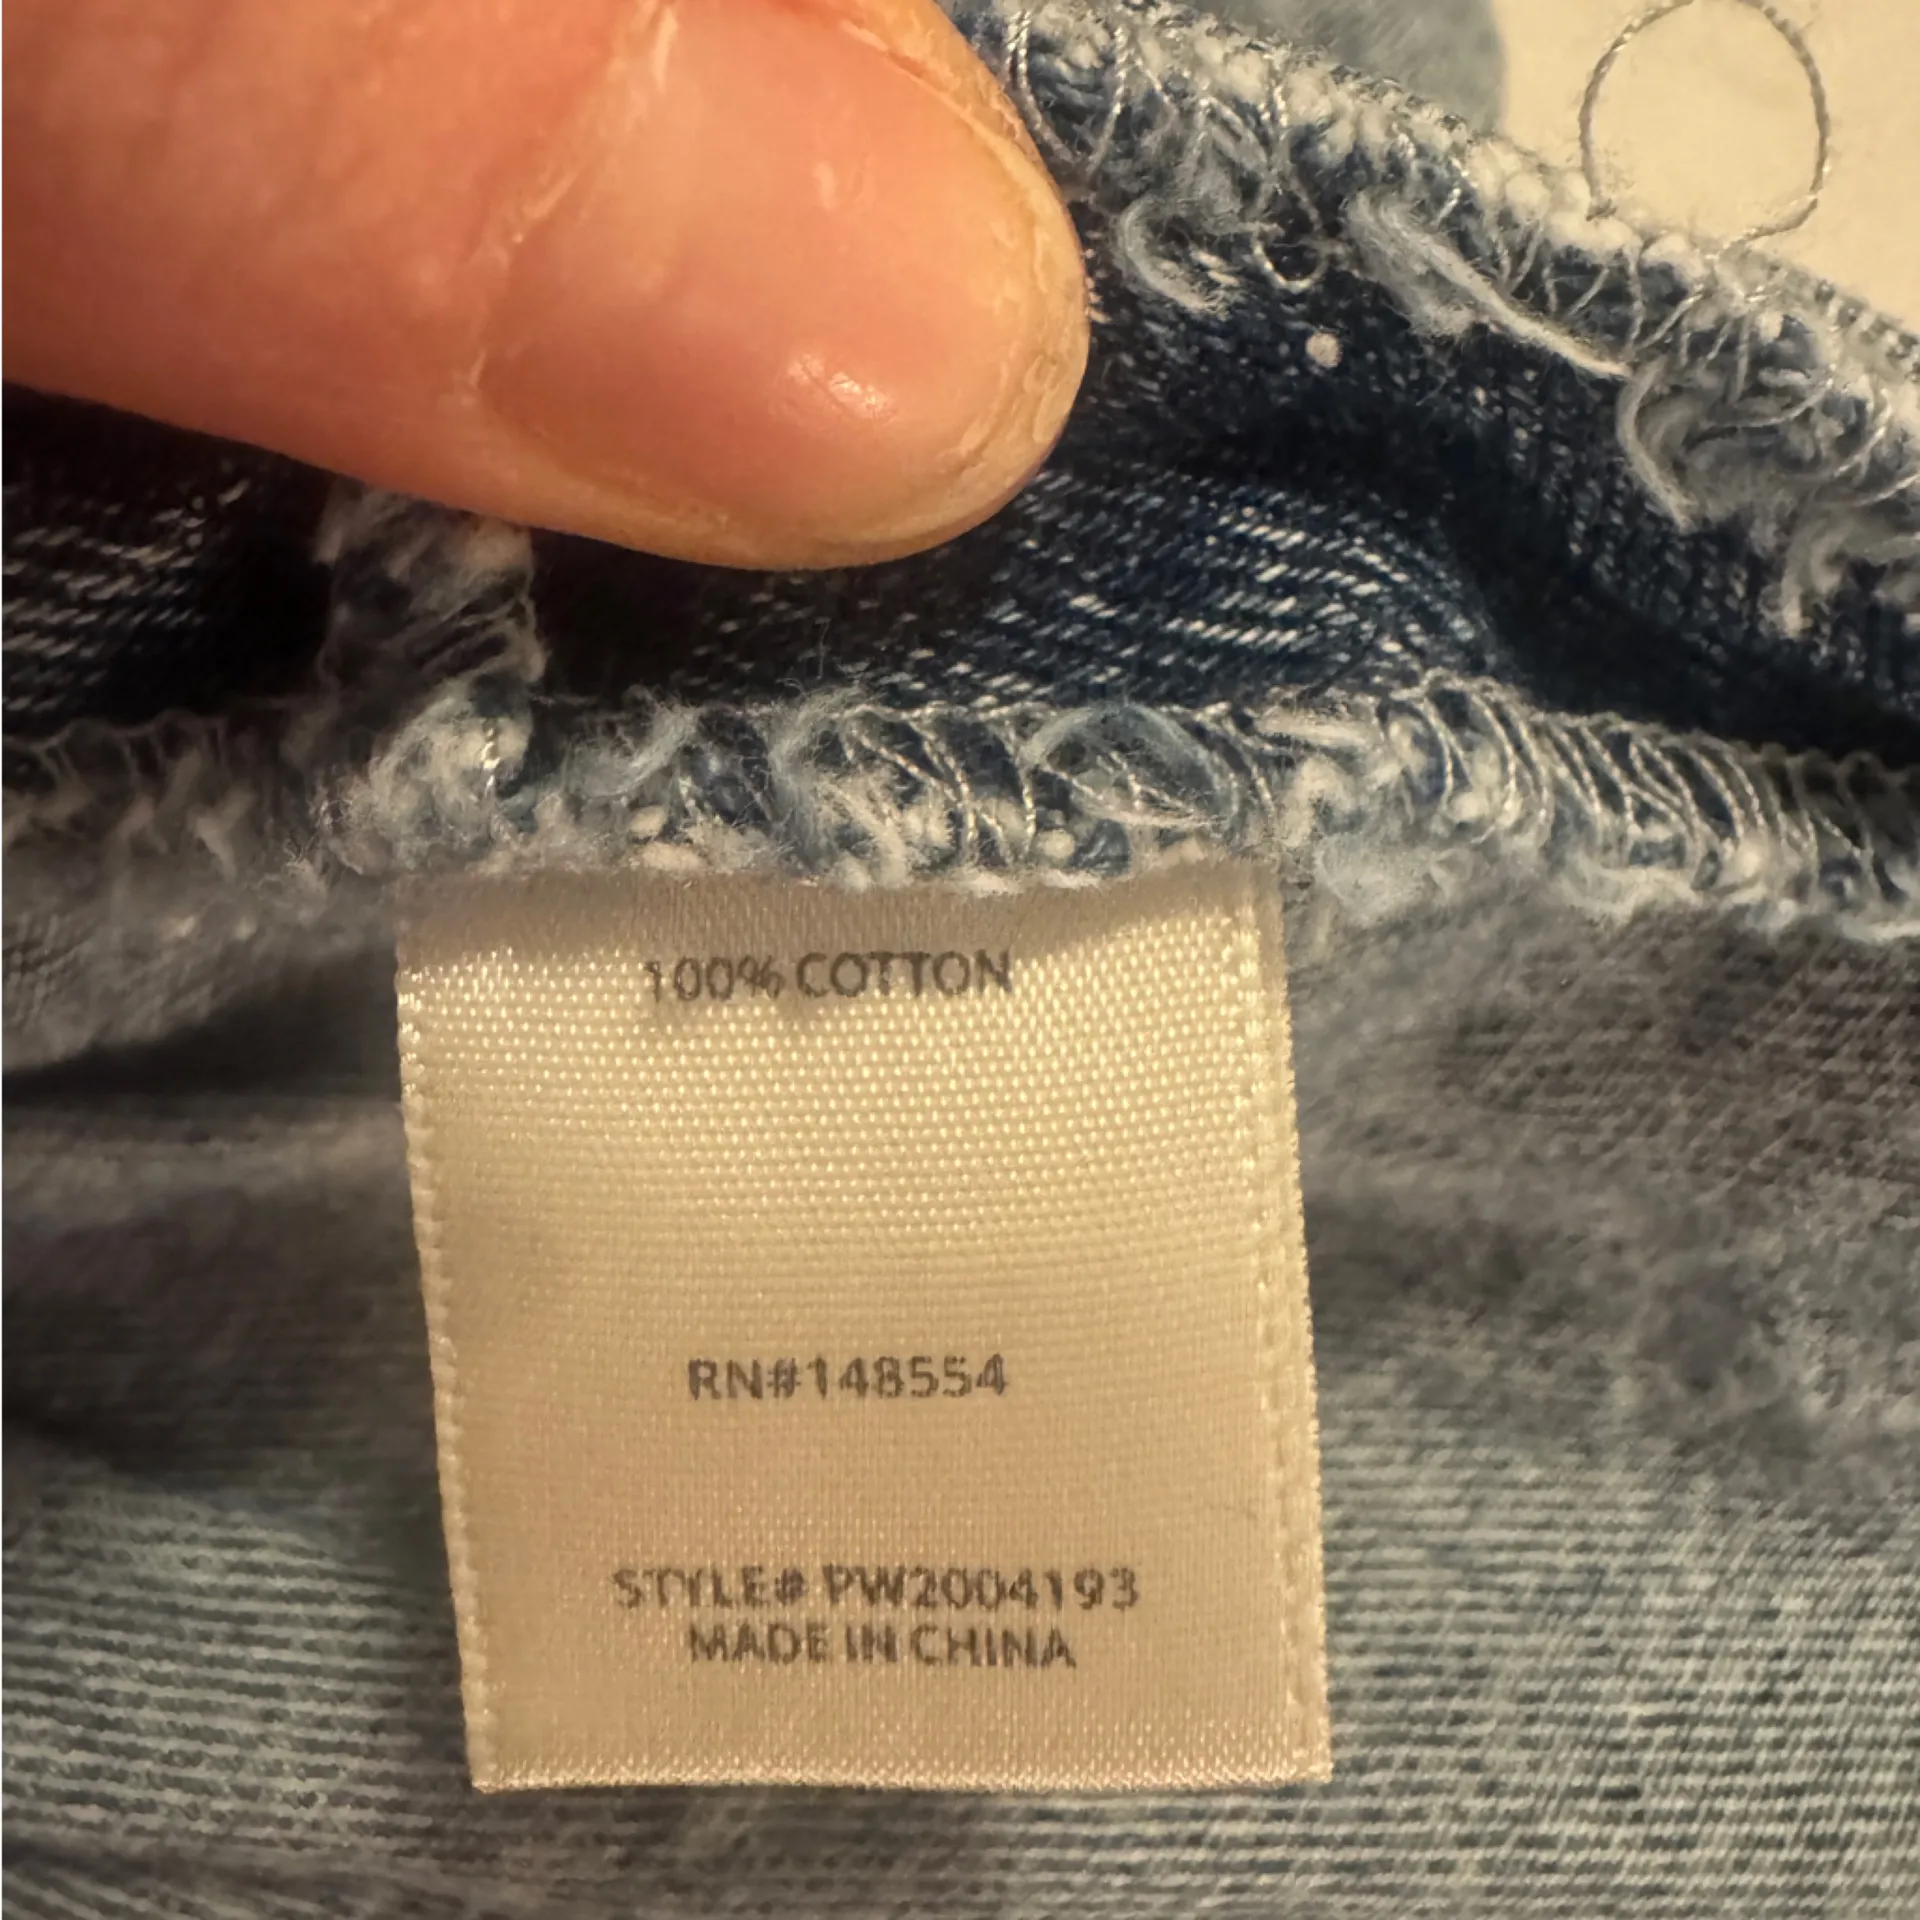 100% COTTON
RN#148554
STYLE# PW2004193
MADE IN CHINA